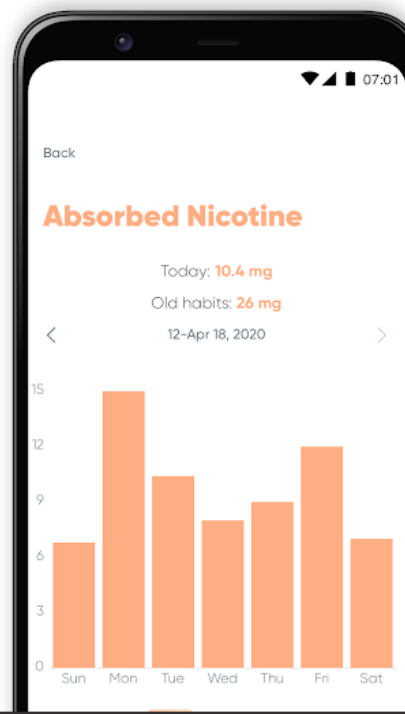 07:01
Back
Absorbed Nicotine
Today: 10.4 mg
Old habits: 26 mg
12-Apr 18, 2020
15
12
9
6
3
0
Sun Mon Tue Wed Thu Fri Sat